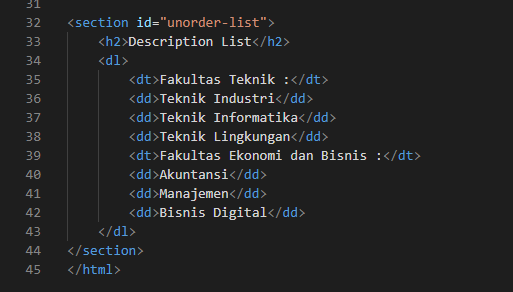 31
32 <section id="unorder-list">
33     <h2>Description List</h2>
34     <dl>
35         <dt>Fakultas Teknik :</dt>
36         <dd>Teknik Industri</dd>
37         <dd>Teknik Informatika</dd>
38         <dd>Teknik Lingkungan</dd>
39         <dt>Fakultas Ekonomi dan Bisnis :</dt>
40         <dd>Akuntansi</dd>
41         <dd>Manajemen</dd>
42         <dd>Bisnis Digital</dd>
43     </dl>
44 </section>
45 </html>